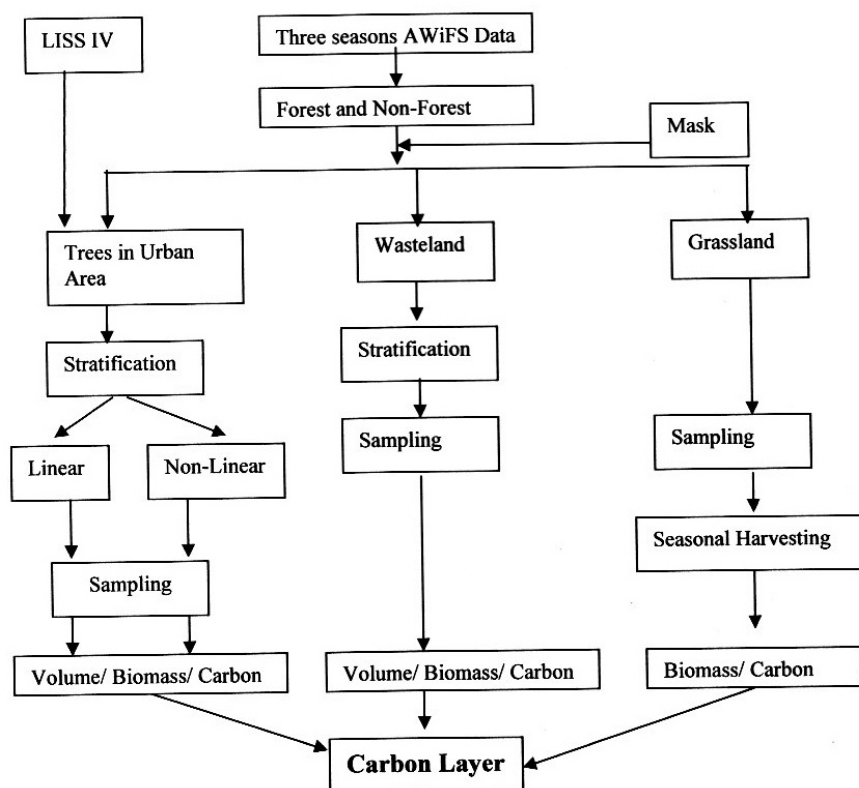 LISS IV
Three seasons AWiFS Data
Forest and Non-Forest
Mask
Trees in Urban
Area
Wasteland
Grassland
Stratification
Stratification
Linear
Non-Linear
Sampling
Sampling
Seasonal Harvesting
Sampling
Volume/ Biomass/ Carbon
Volume/ Biomass/ Carbon
Biomass/ Carbon
Carbon Layer